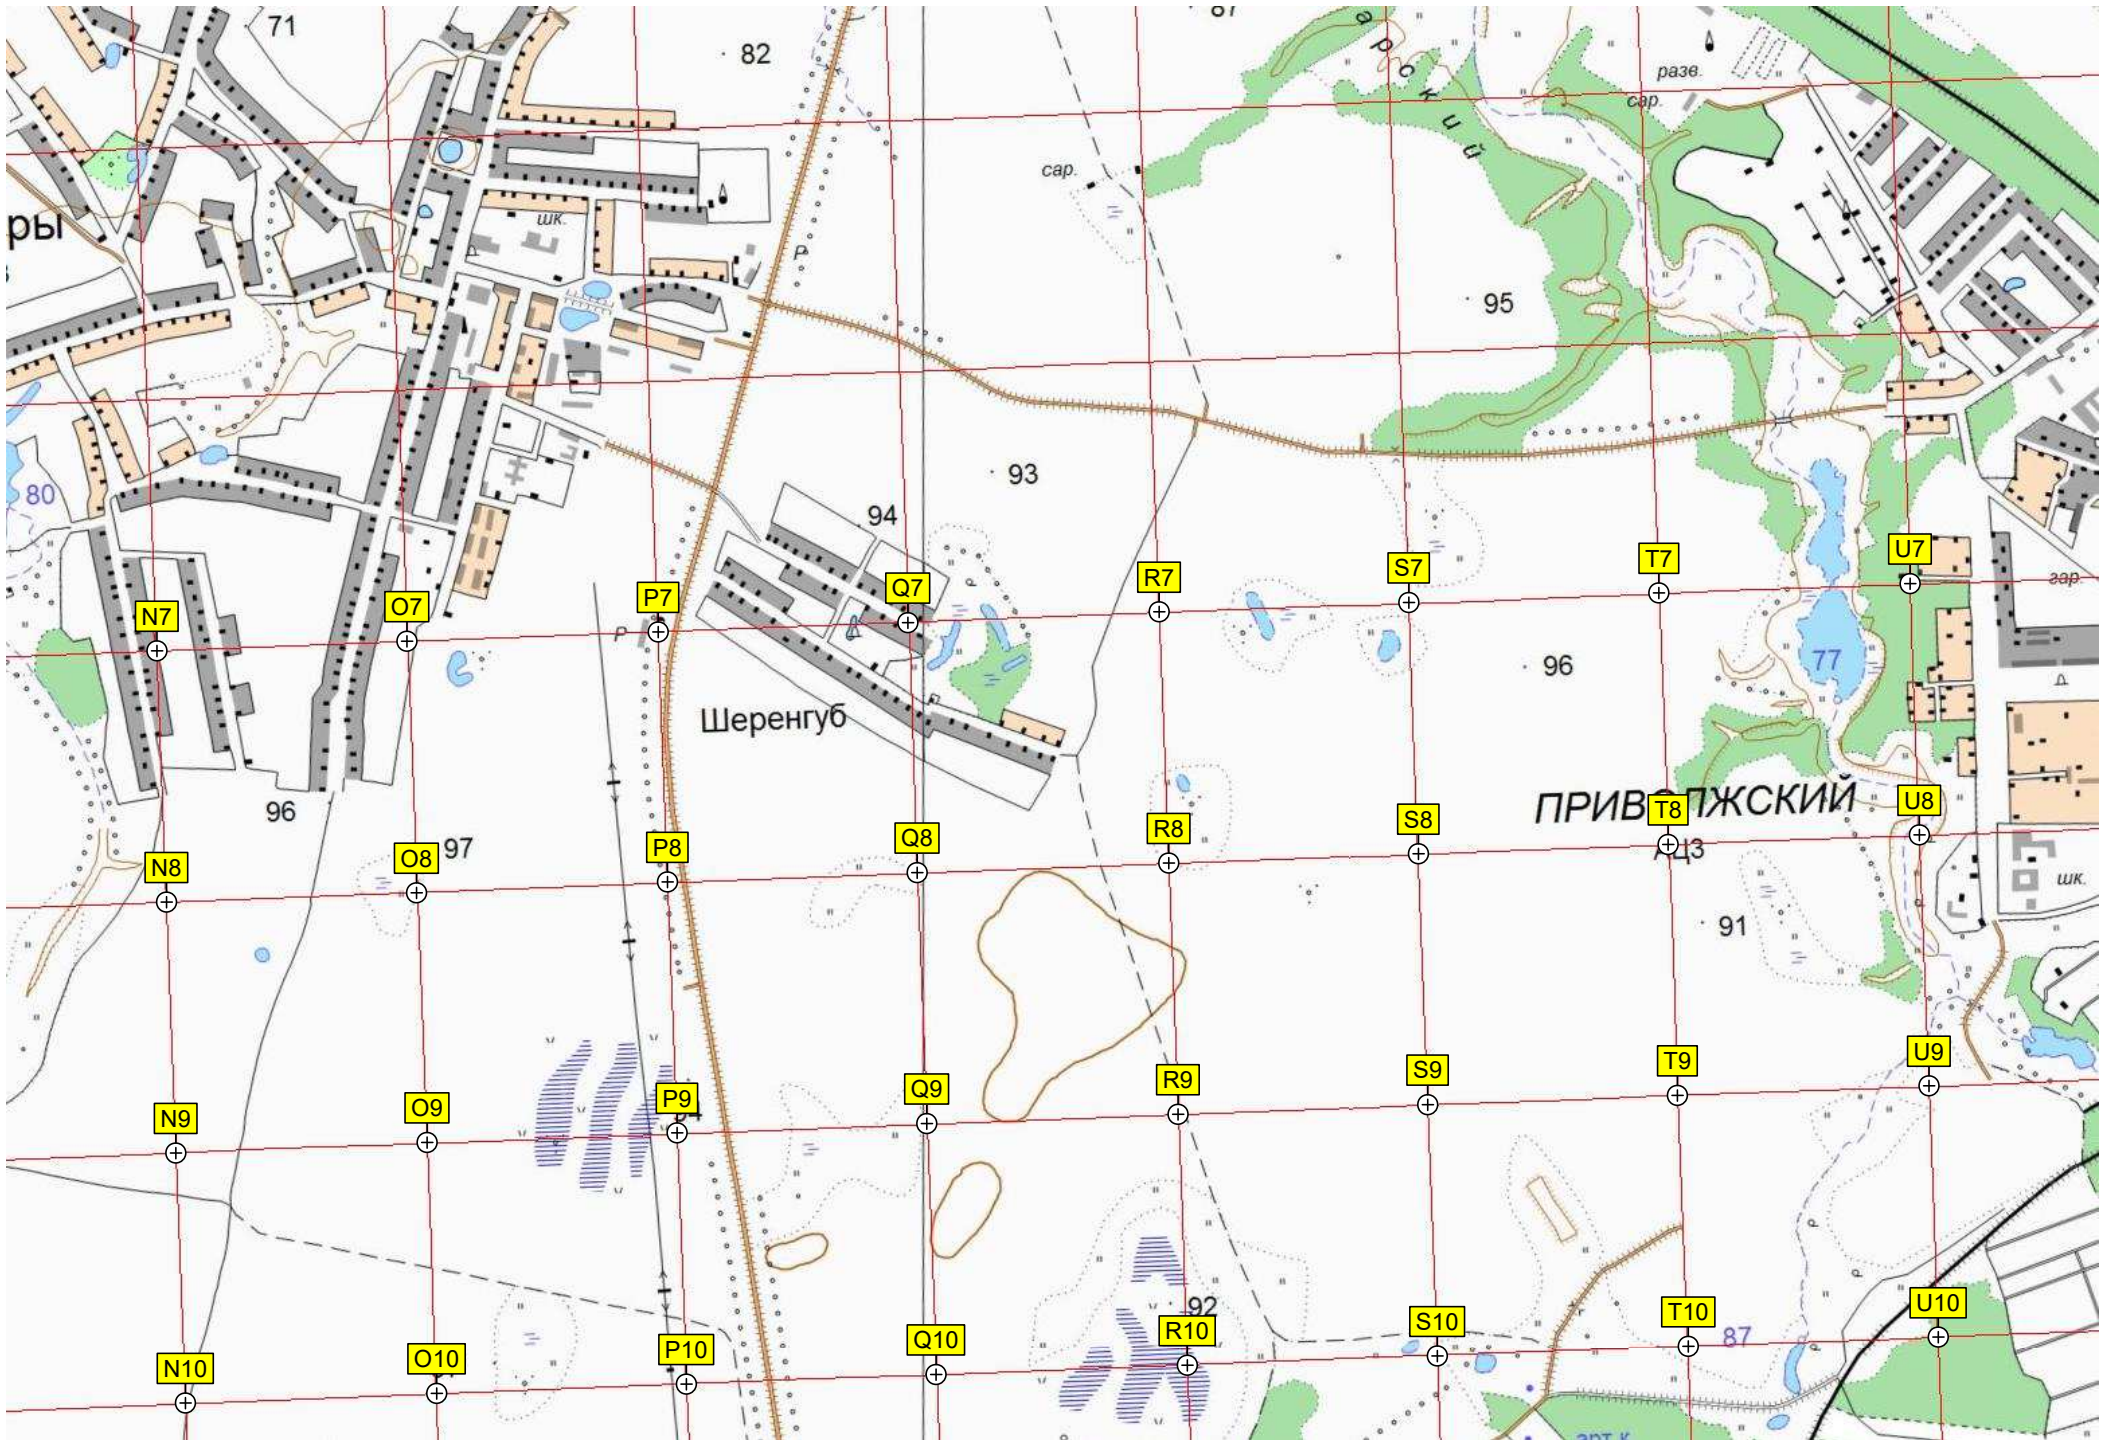 71
82
87
арский
разв.
сар.
сар.
ры
шк.
Р
95
93
80
94
N7
O7
P7
Q7
R7
S7
T7
U7
гар.
Р
96
77
Шеренгуб
96
97
ПРИВОЛЖСКИЙ
АЦЗ
N8
O8
P8
Q8
R8
S8
T8
U8
шк.
91
N9
O9
P9
Q9
R9
S9
T9
U9
92
87
N10
O10
P10
Q10
R10
S10
T10
U10